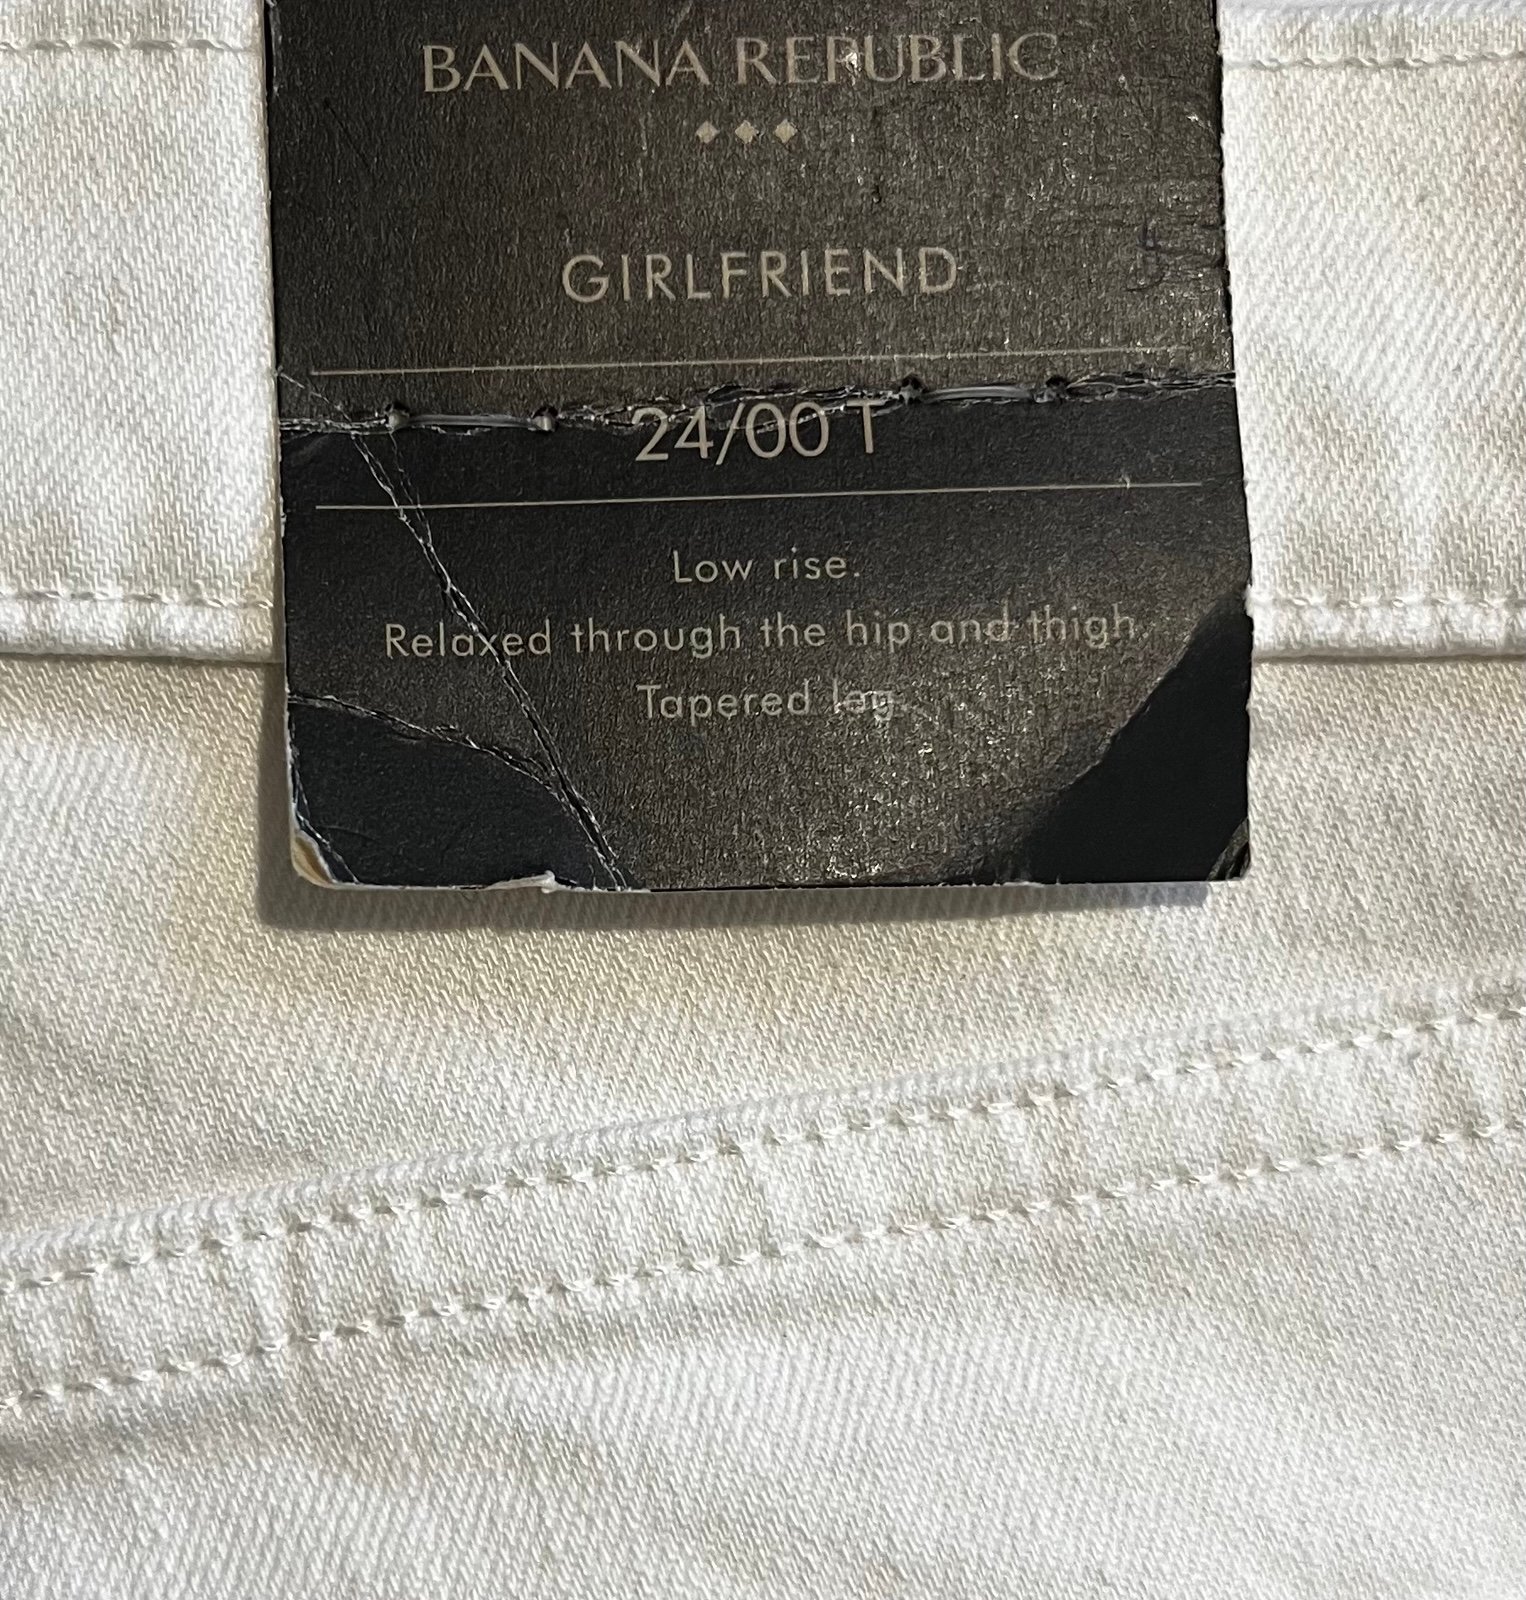 BANANA REPUBLIC
GIRLFRIEND
24/00 T
Low rise.
Relaxed through the hip and thigh.
Tapered leg.